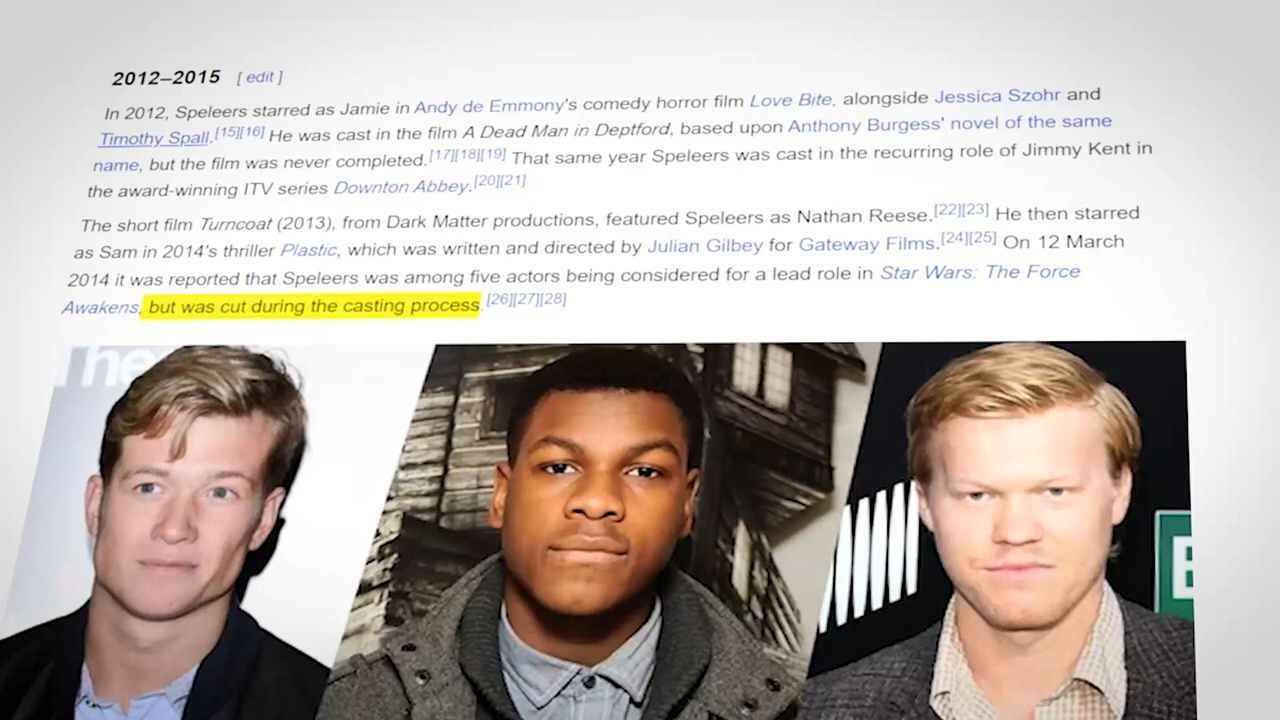 2012–2015 [ edit ]
In 2012, Speleers starred as Jamie in Andy de Emmony's comedy horror film Love Bite, alongside Jessica Szohr and
Timothy Spall.[15][16] He was cast in the film A Dead Man in Deptford, based upon Anthony Burgess' novel of the same
name, but the film was never completed.[17][18][19] That same year Speleers was cast in the recurring role of Jimmy Kent in
the award-winning ITV series Downton Abbey.[20][21]
The short film Turncoat (2013), from Dark Matter productions, featured Speleers as Nathan Reese.[22][23] He then starred
as Sam in 2014's thriller Plastic, which was written and directed by Julian Gilbey for Gateway Films.[24][25] On 12 March
2014 it was reported that Speleers was among five actors being considered for a lead role in Star Wars: The Force
Awakens, but was cut during the casting process.[26][27][28]
The